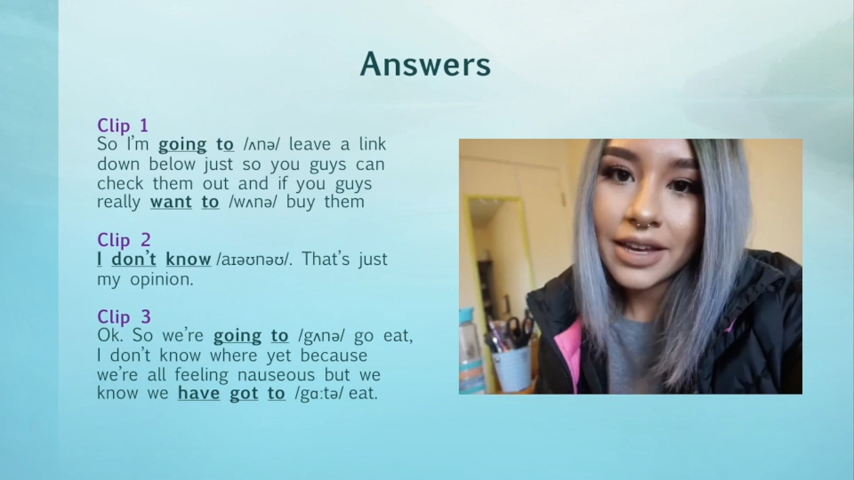 Answers
Clip 1
So I'm going to /ʌnə/ leave a link
down below just so you guys can
check them out and if you guys
really want to /wʌnə/ buy them
Clip 2
I don't know /aɪəʊnəʊ/. That's just
my opinion.
Clip 3
Ok. So we're going to /gʌnə/ go eat,
I don't know where yet because
we're all feeling nauseous but we
know we have got to /gɑːtə/ eat.